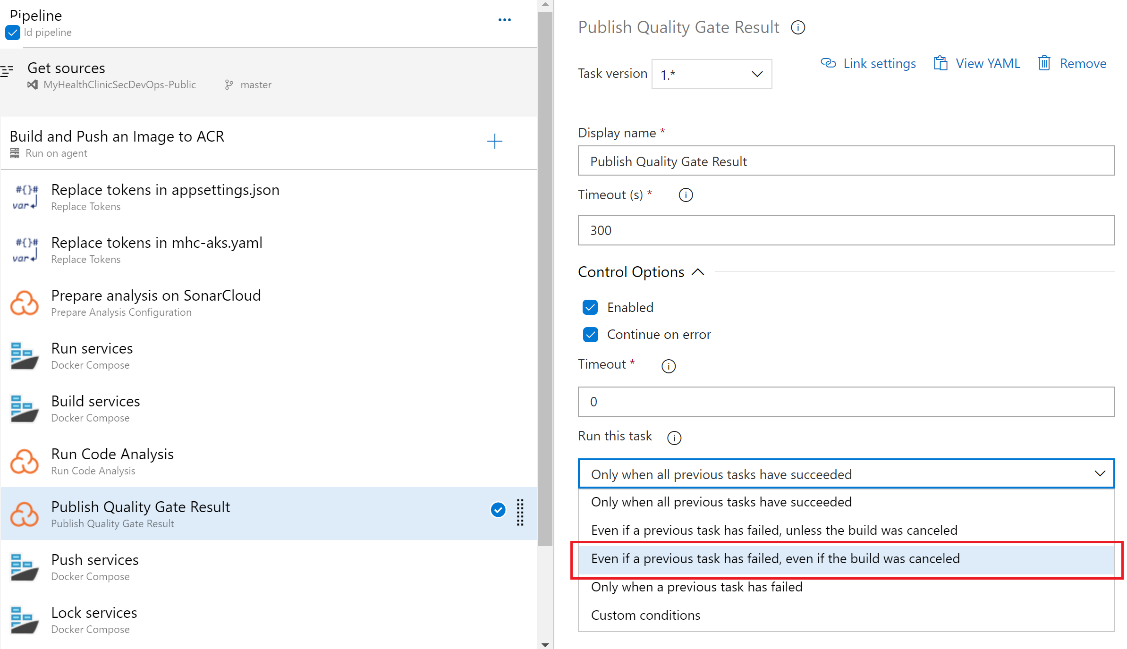 Pipeline
ld pipeline
...
Get sources
MyHealthClinicSecDevOps-Public
master
Build and Push an Image to ACR
Run on agent
#{}#
var
Replace tokens in appsettings.json
Replace Tokens
#{}#
var
Replace tokens in mhc-aks.yaml
Replace Tokens
Prepare analysis on SonarCloud
Prepare Analysis Configuration
Run services
Docker Compose
Build services
Docker Compose
Run Code Analysis
Run Code Analysis
Publish Quality Gate Result
Publish Quality Gate Result
Push services
Docker Compose
Lock services
Docker Compose
Publish Quality Gate Result
Task version
1.*
Link settings
View YAML
Remove
Display name *
Publish Quality Gate Result
Timeout (s) *
300
Control Options
Enabled
Continue on error
Timeout *
0
Run this task
Only when all previous tasks have succeeded
Only when all previous tasks have succeeded
Even if a previous task has failed, unless the build was canceled
Even if a previous task has failed, even if the build was canceled
Only when a previous task has failed
Custom conditions